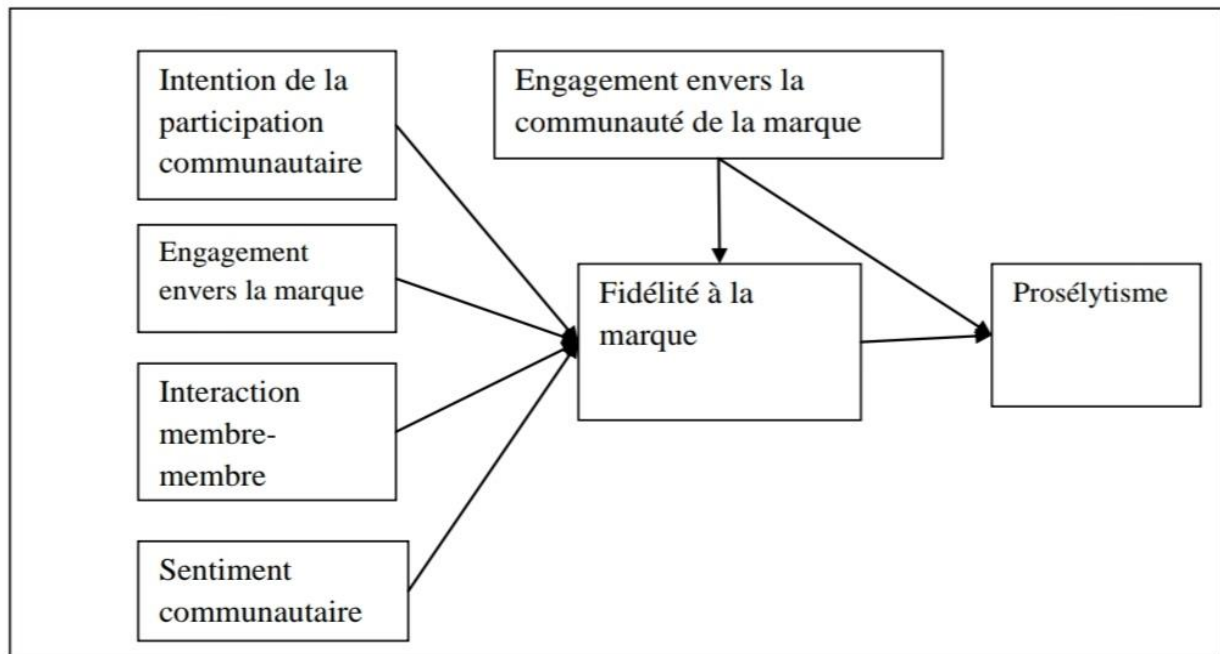 Intention de la
participation
communautaire
Engagement envers la
communauté de la marque
Engagement
envers la marque
Fidélité à la
marque
Prosélytisme
Interaction
membre-
membre
Sentiment
communautaire